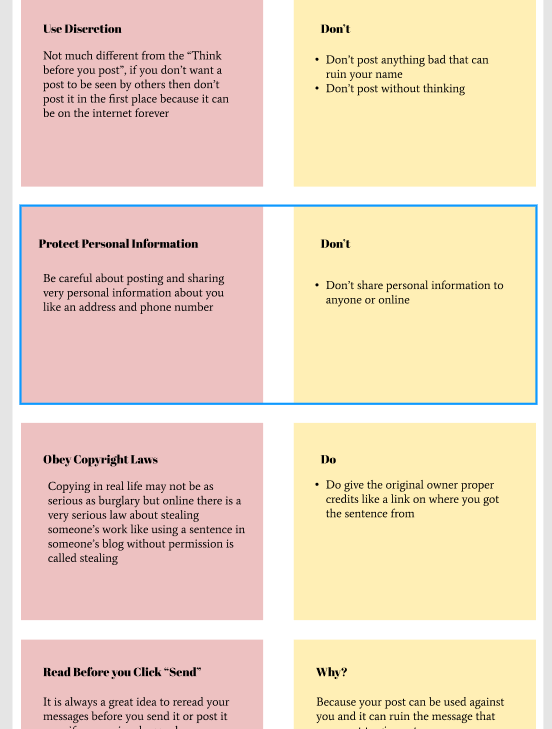 Use Discretion
Not much different from the “Think
before you post”, if you don’t want a
post to be seen by others then don’t
post it in the first place because it can
be on the internet forever
Don’t
• Don’t post anything bad that can
ruin your name
• Don’t post without thinking
Protect Personal Information
Be careful about posting and sharing
very personal information about you
like an address and phone number
Don’t
• Don’t share personal information to
anyone or online
Obey Copyright Laws
Copying in real life may not be as
serious as burglary but online there is a
very serious law about stealing
someone’s work like using a sentence in
someone’s blog without permission is
called stealing
Do
• Do give the original owner proper
credits like a link on where you got
the sentence from
Read Before you Click “Send”
It is always a great idea to reread your
messages before you send it or post it
Why?
Because your post can be used against
you and it can ruin the message that